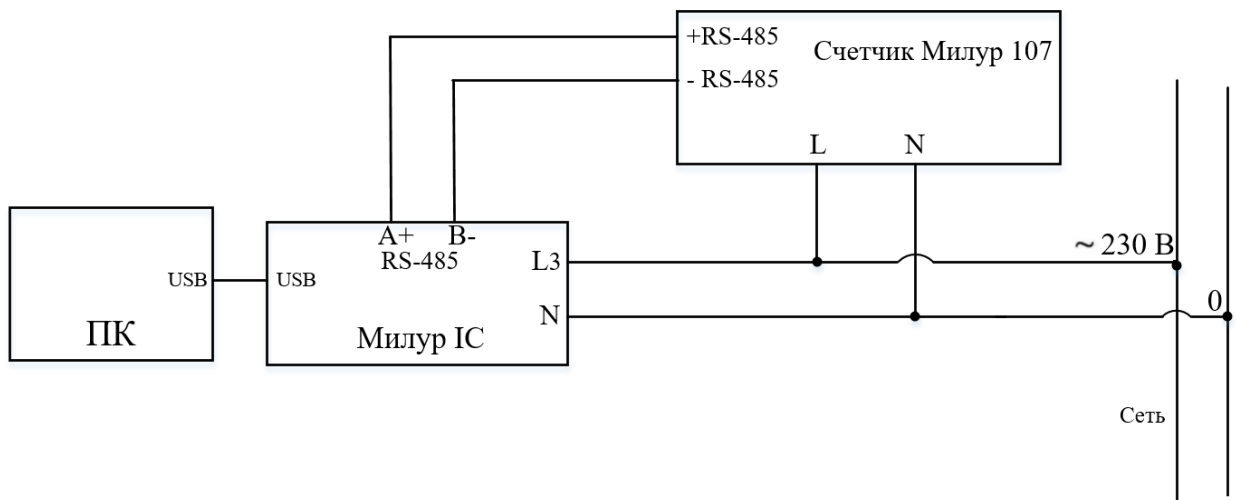 +RS-485
Счетчик Милур 107
- RS-485
L N
A+ B-
RS-485
L3
~ 230 В
USB
USB
0
N
ПК
Милур IC
Сеть